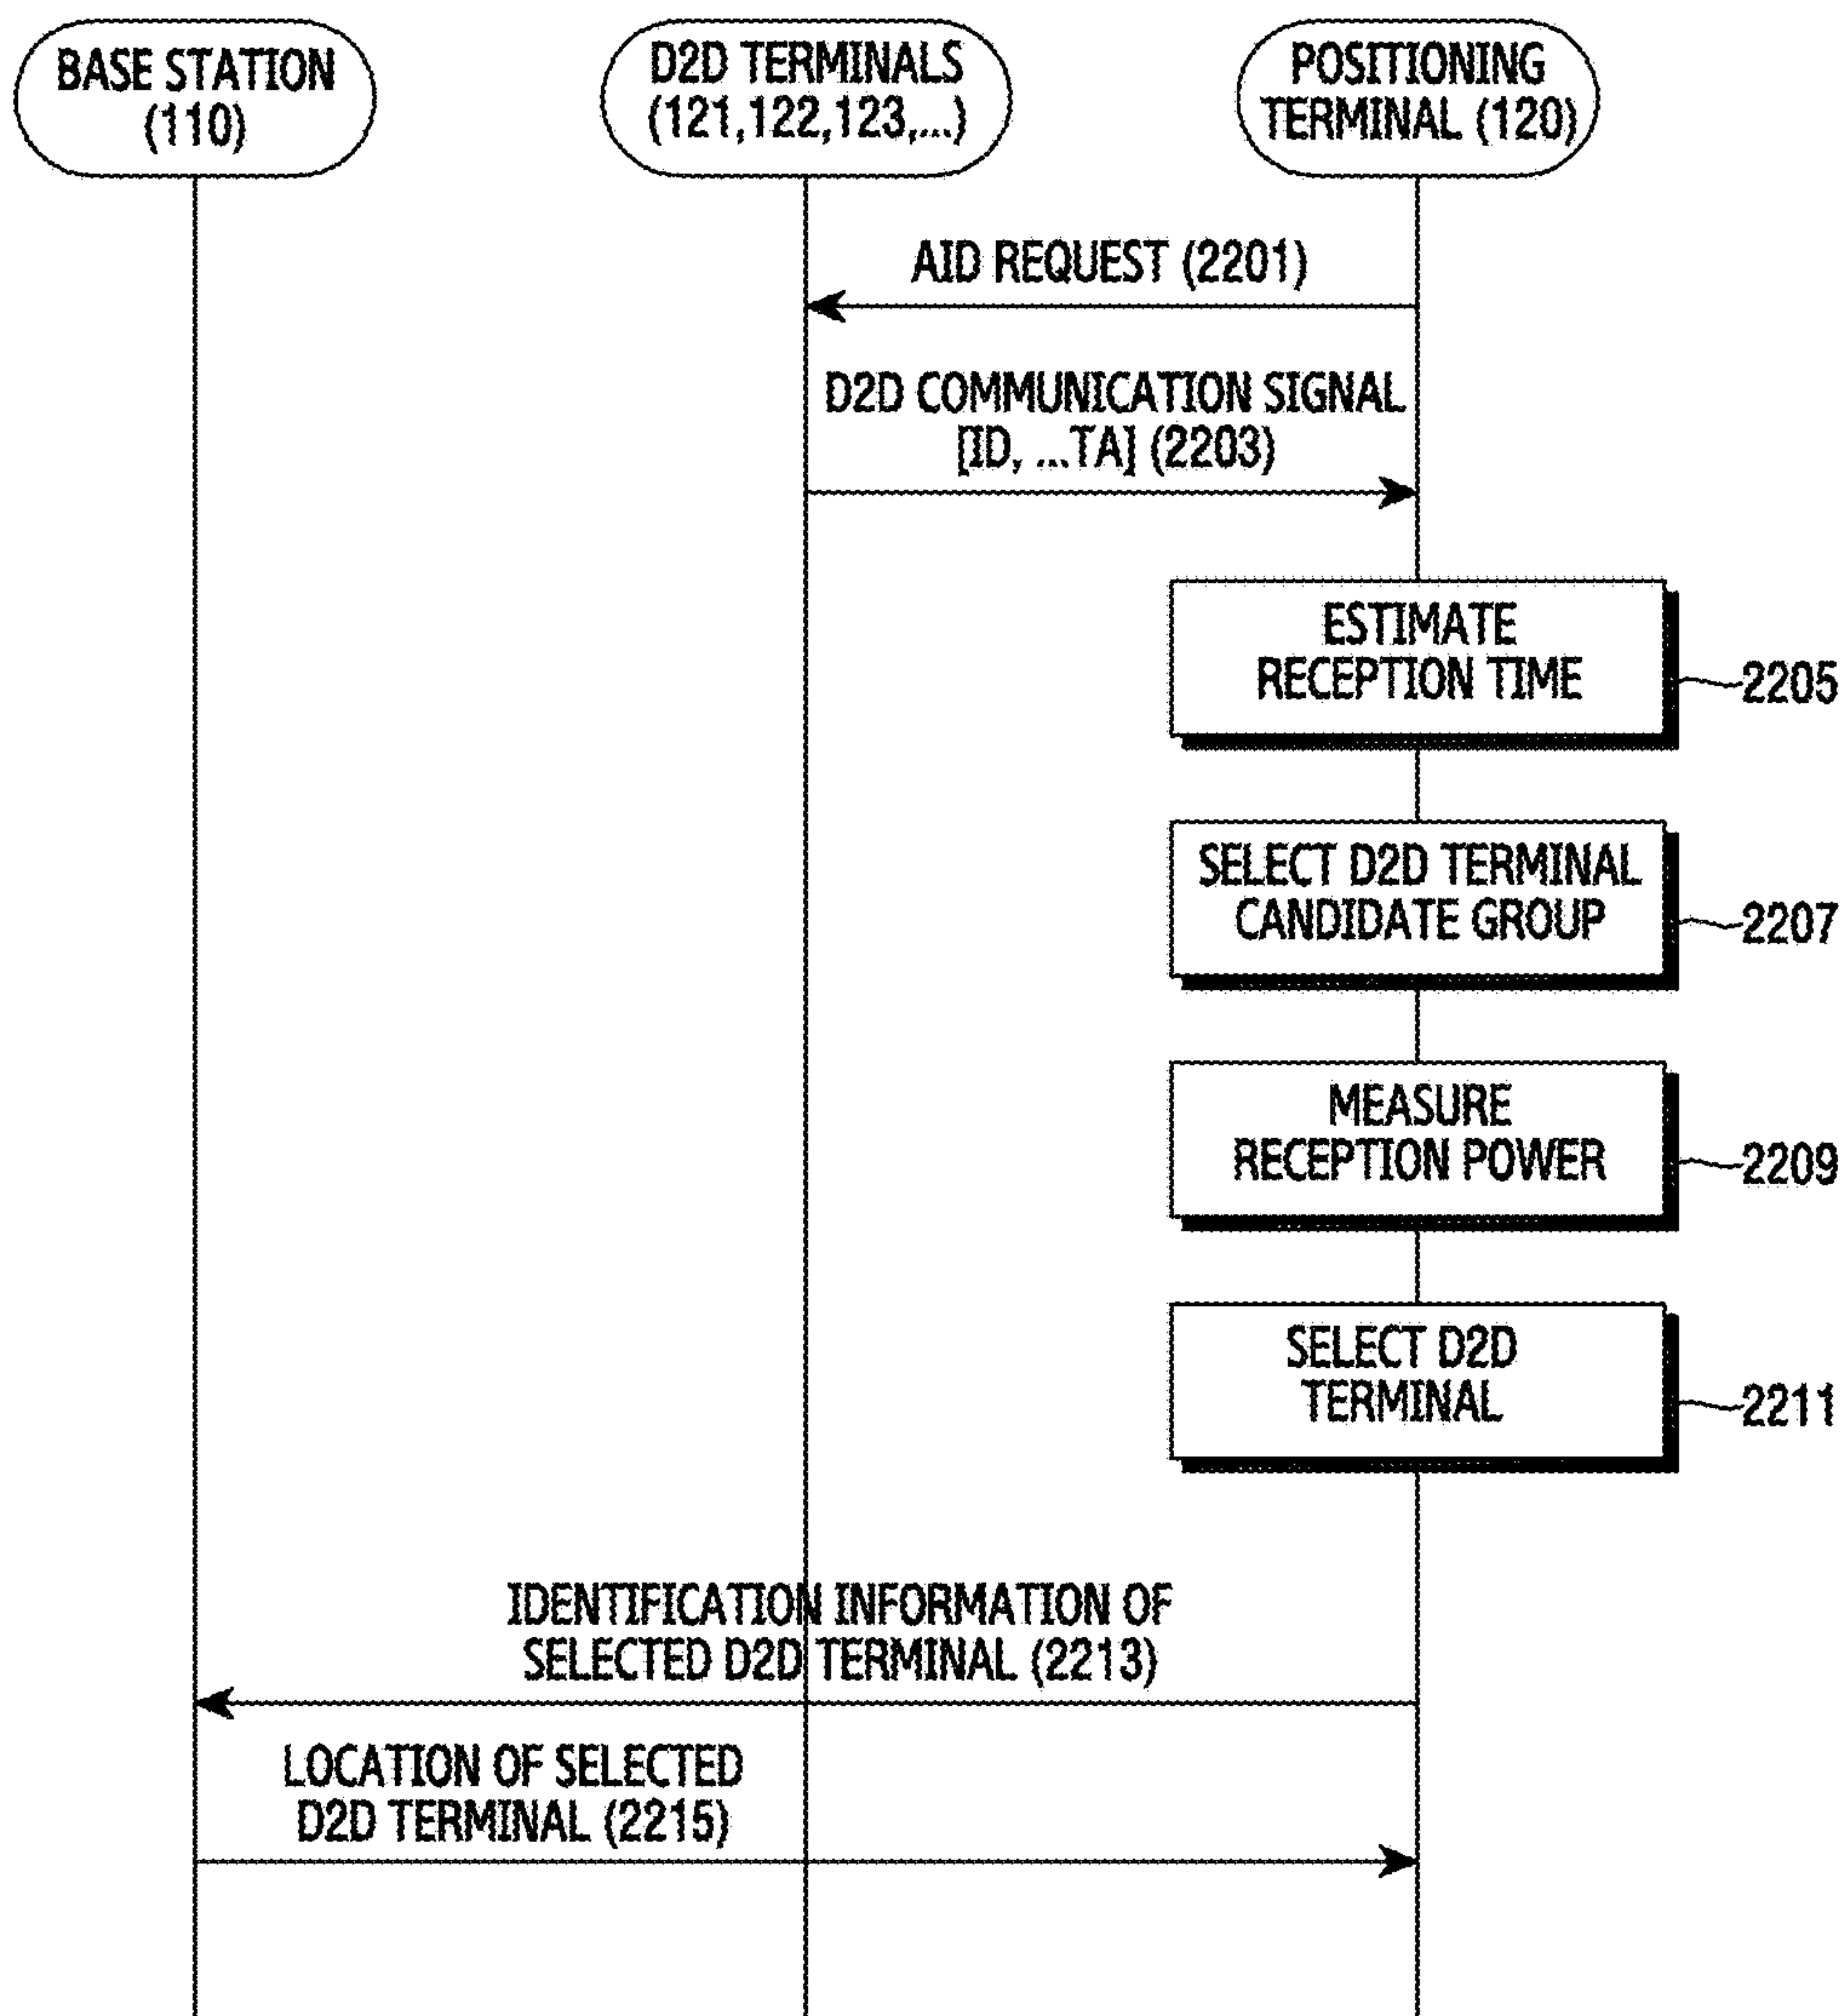 BASE STATION
(110)
D2D TERMINALS
(121,122,123,...)
POSITIONING
TERMINAL (120)
AID REQUEST (2201)
D2D COMMUNICATION SIGNAL
[ID, ...TA] (2203)
ESTIMATE
RECEPTION TIME
2205
SELECT D2D TERMINAL
CANDIDATE GROUP
2207
MEASURE
RECEPTION POWER
2209
SELECT D2D
TERMINAL
2211
IDENTIFICATION INFORMATION OF
SELECTED D2D TERMINAL (2213)
LOCATION OF SELECTED
D2D TERMINAL (2215)